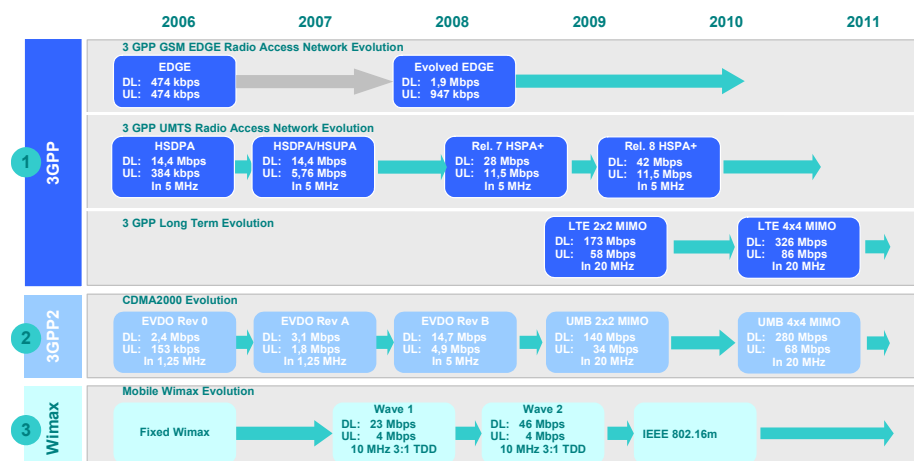 2006 2007 2008 2009 2010 2011
1
3GPP
3 GPP GSM EDGE Radio Access Network Evolution
EDGE
DL: 474 kbps
UL: 474 kbps
Evolved EDGE
DL: 1,9 Mbps
UL: 947 kbps
3 GPP UMTS Radio Access Network Evolution
HSDPA
DL: 14,4 Mbps
UL: 384 kbps
In 5 MHz
HSDPA/HSUPA
DL: 14,4 Mbps
UL: 5,76 Mbps
In 5 MHz
Rel. 7 HSPA+
DL: 28 Mbps
UL: 11,5 Mbps
In 5 MHz
Rel. 8 HSPA+
DL: 42 Mbps
UL: 11,5 Mbps
In 5 MHz
3 GPP Long Term Evolution
LTE 2x2 MIMO
DL: 173 Mbps
UL: 58 Mbps
In 20 MHz
LTE 4x4 MIMO
DL: 326 Mbps
UL: 86 Mbps
In 20 MHz
2
3GPP2
CDMA2000 Evolution
EVDO Rev 0
DL: 2,4 Mbps
UL: 153 kbps
In 1,25 MHz
EVDO Rev A
DL: 3,1 Mbps
UL: 1,8 Mbps
In 1,25 MHz
EVDO Rev B
DL: 14,7 Mbps
UL: 4,9 Mbps
In 5 MHz
UMB 2x2 MIMO
DL: 140 Mbps
UL: 34 Mbps
In 20 MHz
UMB 4x4 MIMO
DL: 280 Mbps
UL: 68 Mbps
In 20 MHz
3
Wimax
Mobile Wimax Evolution
Fixed Wimax
Wave 1
DL: 23 Mbps
UL: 4 Mbps
10 MHz 3:1 TDD
Wave 2
DL: 46 Mbps
UL: 4 Mbps
10 MHz 3:1 TDD
IEEE 802.16m